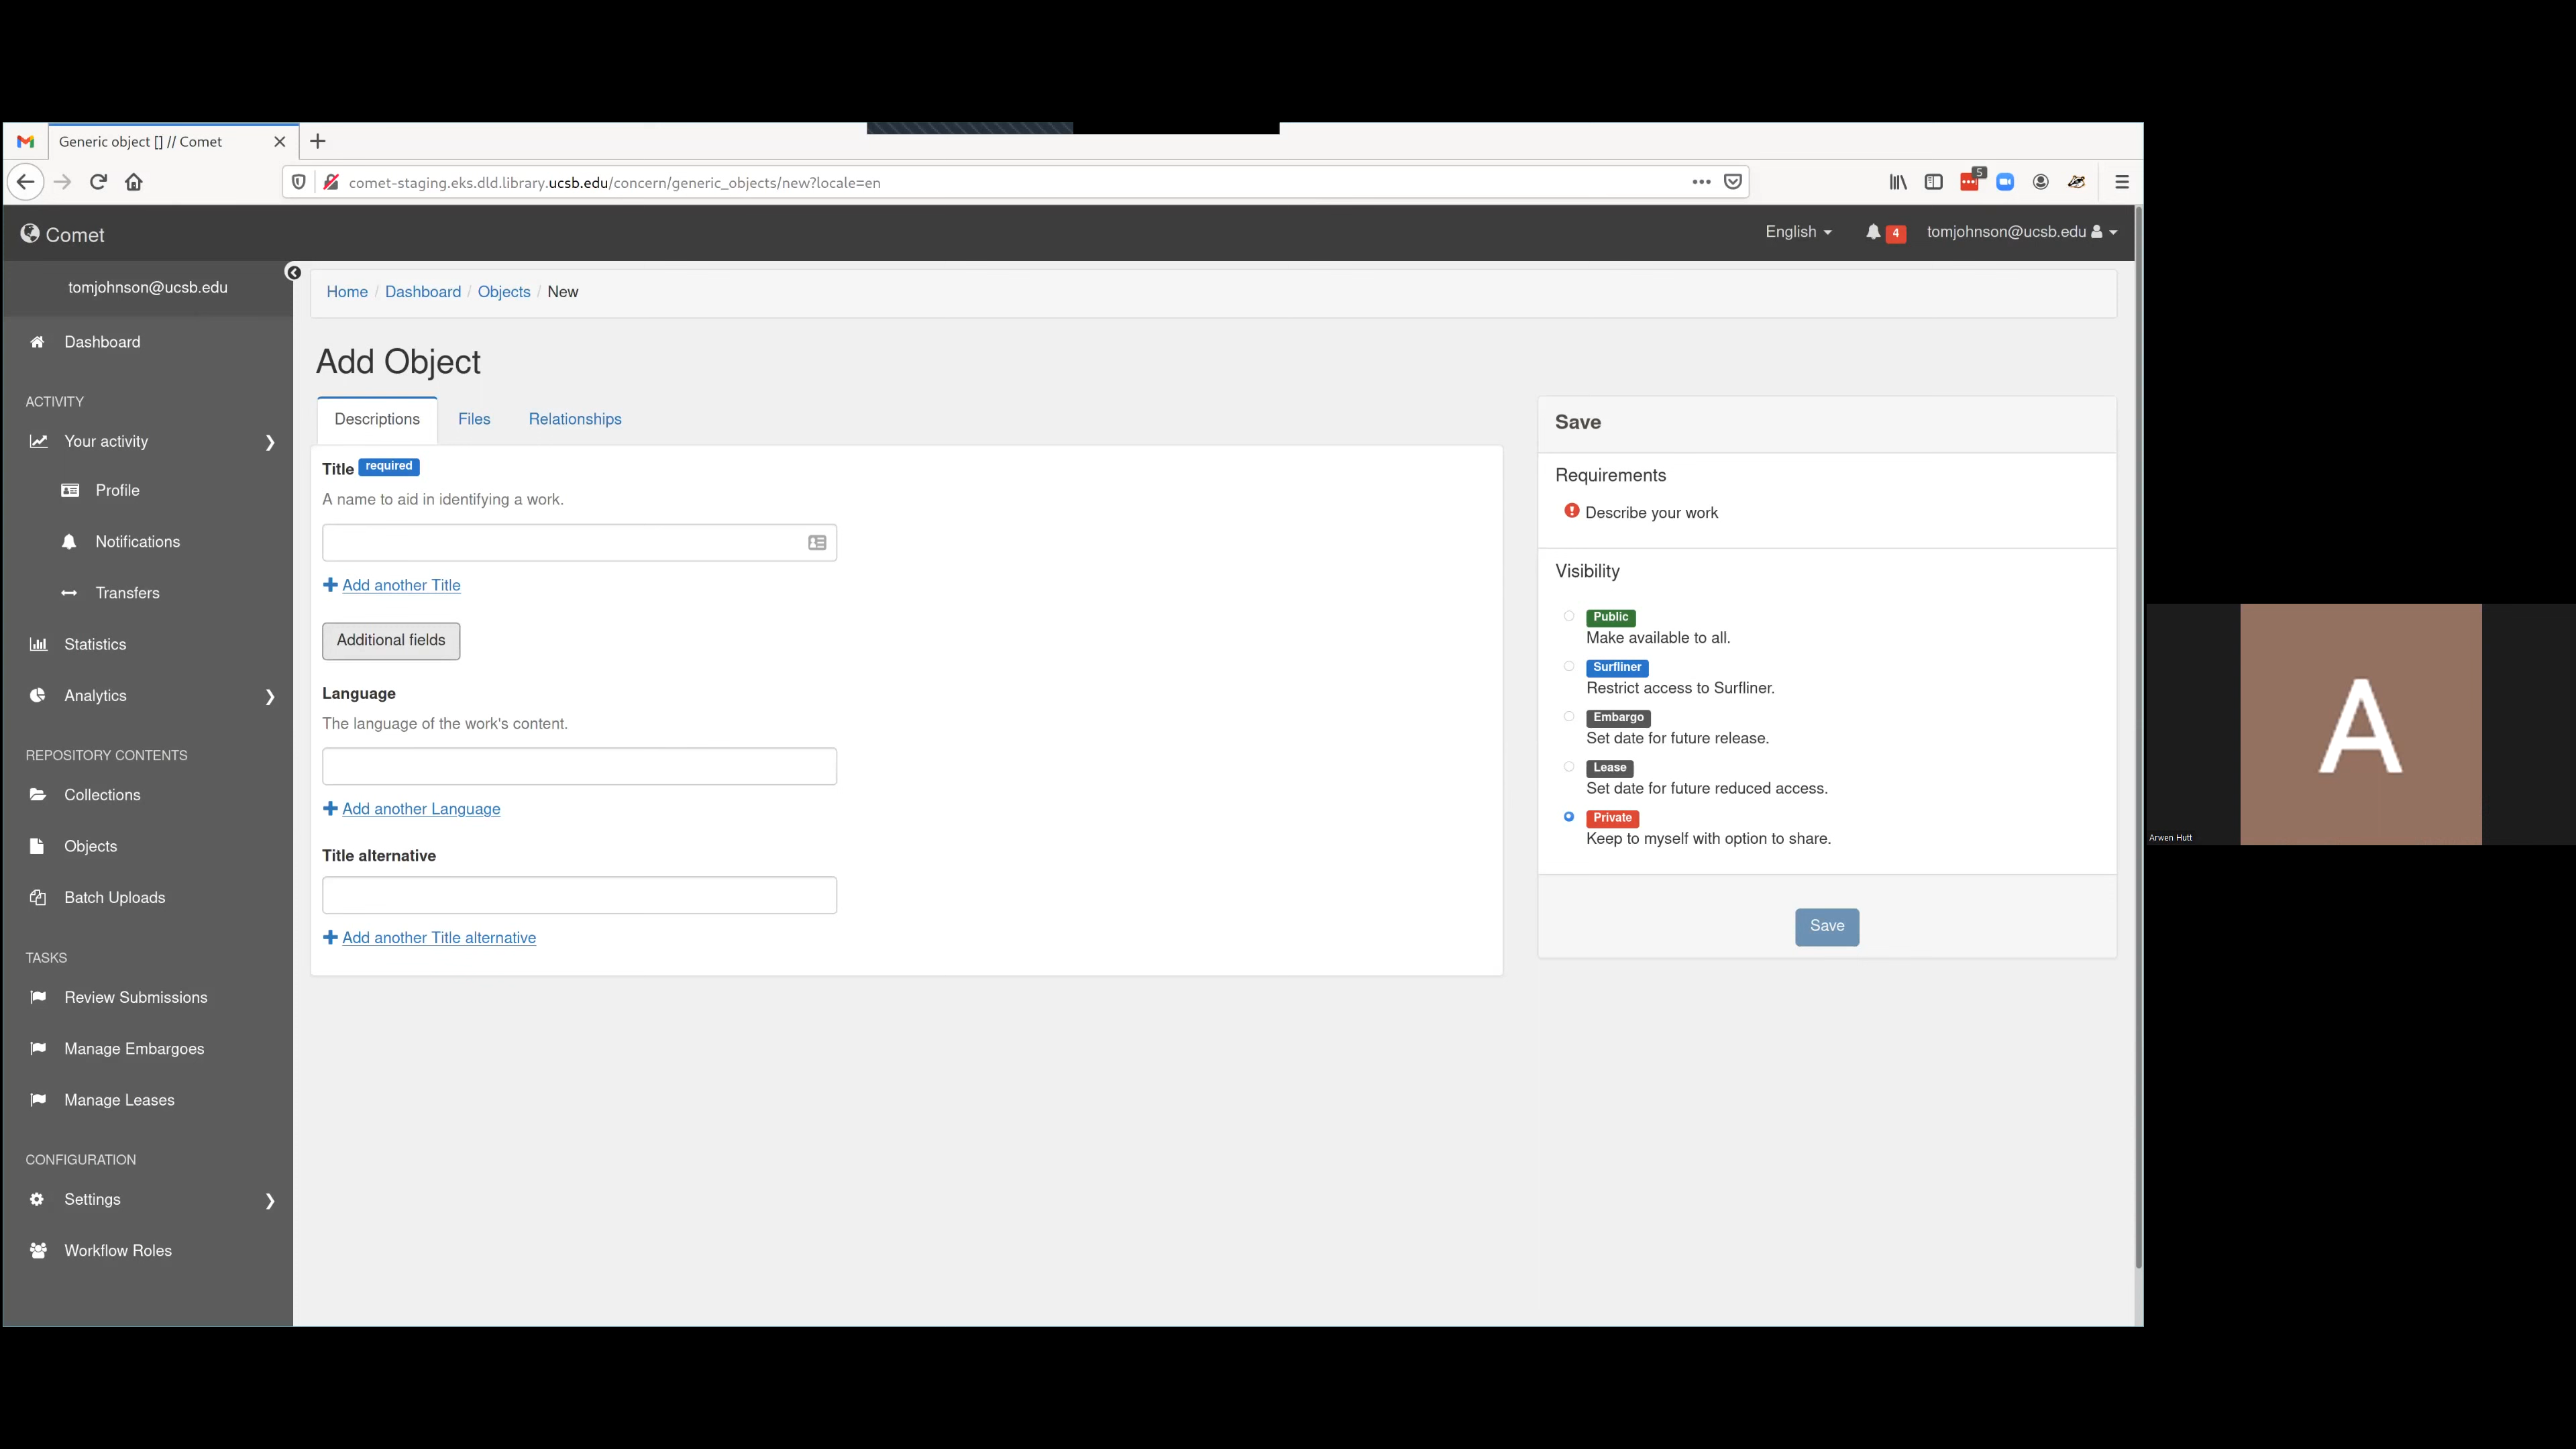 Generic object [] // Comet
comet-staging.eks.dld.library.ucsb.edu/concern/generic_objects/new?locale=en
5
Comet
English
4
tomjohnson@ucsb.edu
tomjohnson@ucsb.edu
Dashboard
ACTIVITY
Your activity
Profile
Notifications
Transfers
Statistics
Analytics
REPOSITORY CONTENTS
Collections
Objects
Batch Uploads
TASKS
Review Submissions
Manage Embargoes
Manage Leases
CONFIGURATION
Settings
Workflow Roles
Home / Dashboard / Objects / New
Add Object
Descriptions
Files
Relationships
Title required
A name to aid in identifying a work.
Add another Title
Additional fields
Language
The language of the work's content.
Add another Language
Title alternative
Add another Title alternative
Save
Requirements
Describe your work
Visibility
Public
Make available to all.
Surfliner
Restrict access to Surfliner.
Embargo
Set date for future release.
Lease
Set date for future reduced access.
Private
Keep to myself with option to share.
Save
A
Arwen Hutt